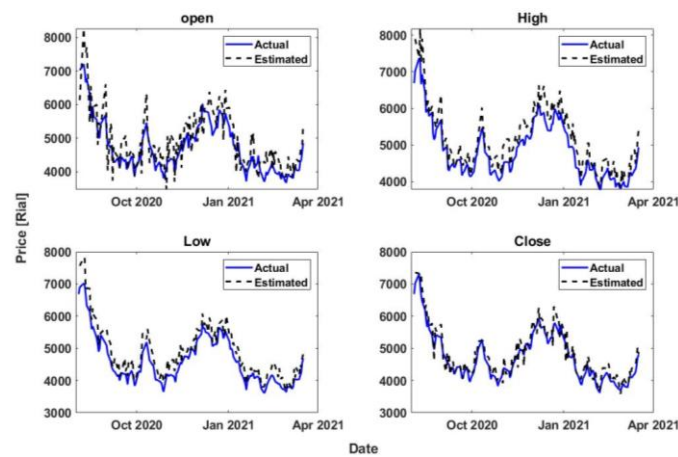 open
Actual
Estimated
8000
7000
6000
5000
4000
Oct 2020
Jan 2021
Apr 2021
High
Actual
Estimated
8000
7000
6000
5000
4000
Oct 2020
Jan 2021
Apr 2021
Price [Rial]
Low
Actual
Estimated
8000
7000
6000
5000
4000
3000
Oct 2020
Jan 2021
Apr 2021
Close
Actual
Estimated
8000
7000
6000
5000
4000
3000
Oct 2020
Jan 2021
Apr 2021
Date